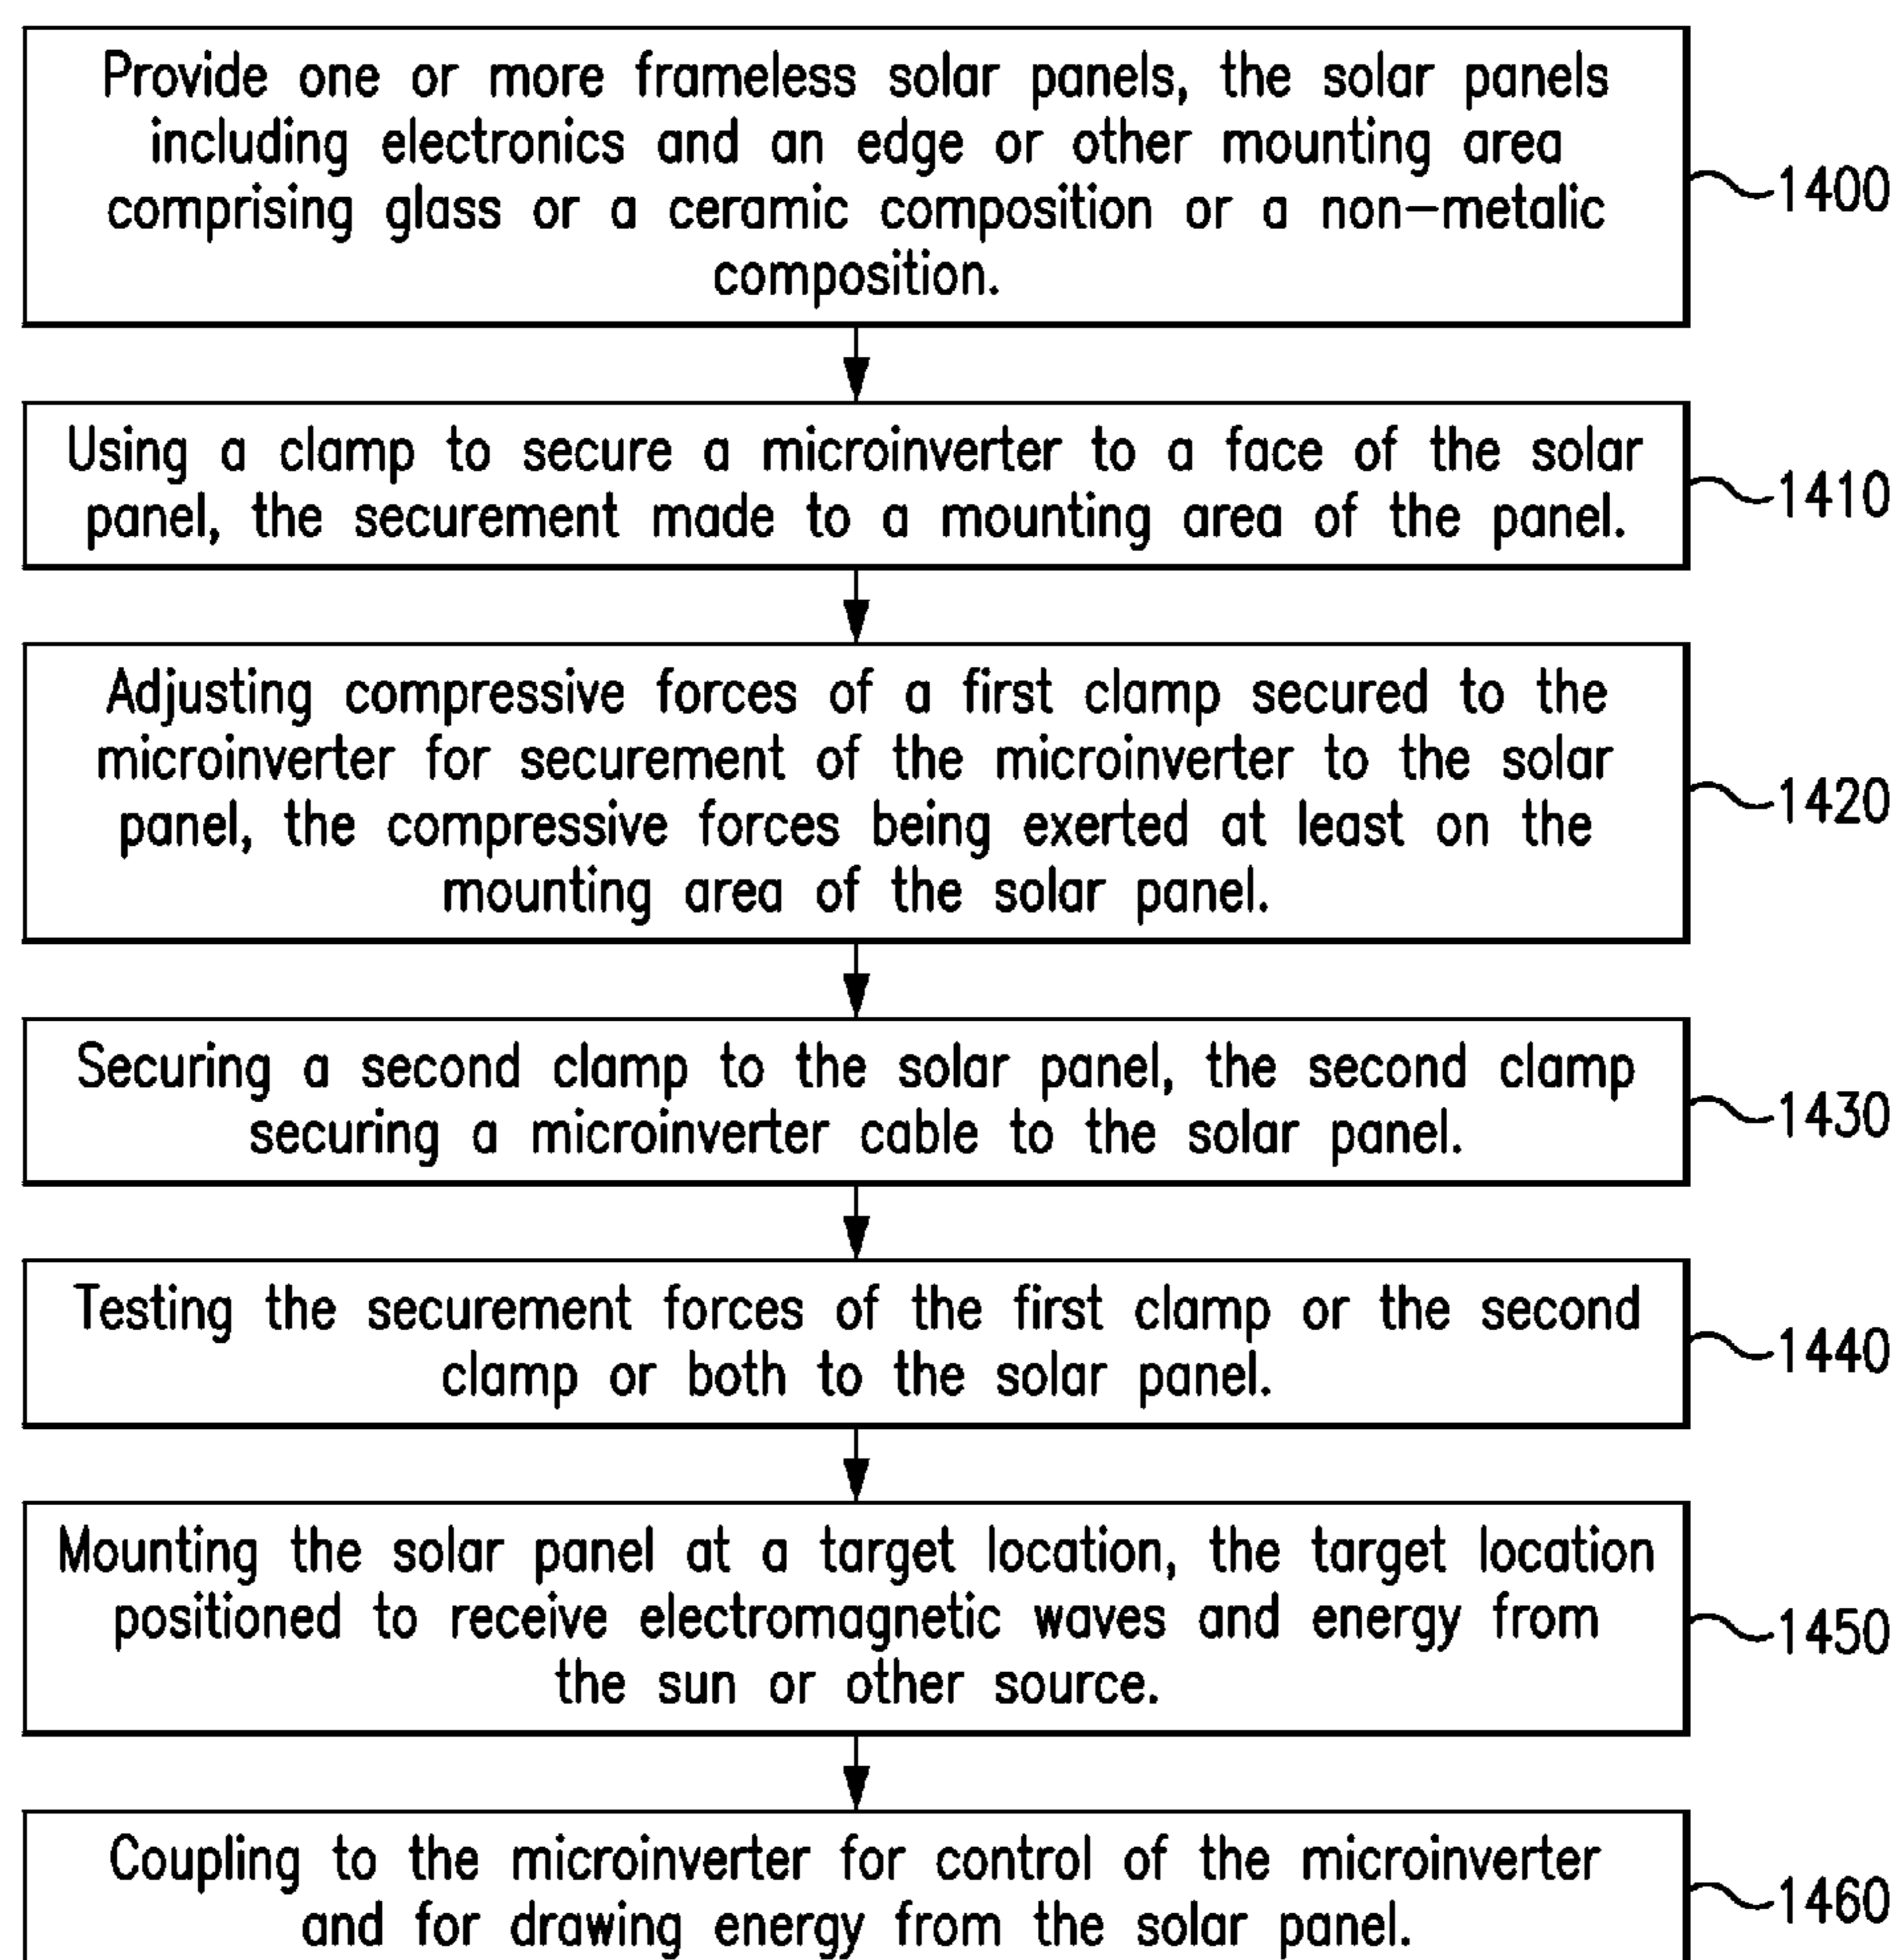 Provide one or more frameless solar panels, the solar panels
including electronics and an edge or other mounting area
comprising glass or a ceramic composition or a non-metalic
composition.
1400
Using a clamp to secure a microinverter to a face of the solar
panel, the securement made to a mounting area of the panel.
1410
Adjusting compressive forces of a first clamp secured to the
microinverter for securement of the microinverter to the solar
panel, the compressive forces being exerted at least on the
mounting area of the solar panel.
1420
Securing a second clamp to the solar panel, the second clamp
securing a microinverter cable to the solar panel.
1430
Testing the securement forces of the first clamp or the second
clamp or both to the solar panel.
1440
Mounting the solar panel at a target location, the target location
positioned to receive electromagnetic waves and energy from
the sun or other source.
1450
Coupling to the microinverter for control of the microinverter
and for drawing energy from the solar panel.
1460